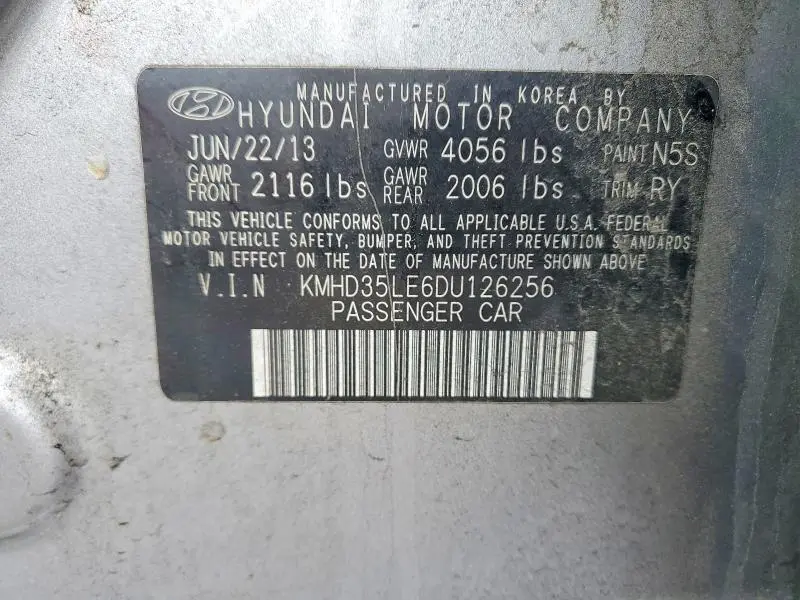 MANUFACTURED IN KOREA BY
HYUNDAI MOTOR COMPANY
JUN/22/13 GVWR 4056 lbs PAINT N5S
GAWR FRONT 2116 lbs GAWR REAR 2006 lbs TRIM RY
THIS VEHICLE CONFORMS TO ALL APPLICABLE U.S.A. FEDERAL
MOTOR VEHICLE SAFETY, BUMPER, AND THEFT PREVENTION STANDARDS
IN EFFECT ON THE DATE OF MANUFACTURE SHOWN ABOVE
V.I.N KMHD35LE6DU126256
PASSENGER CAR